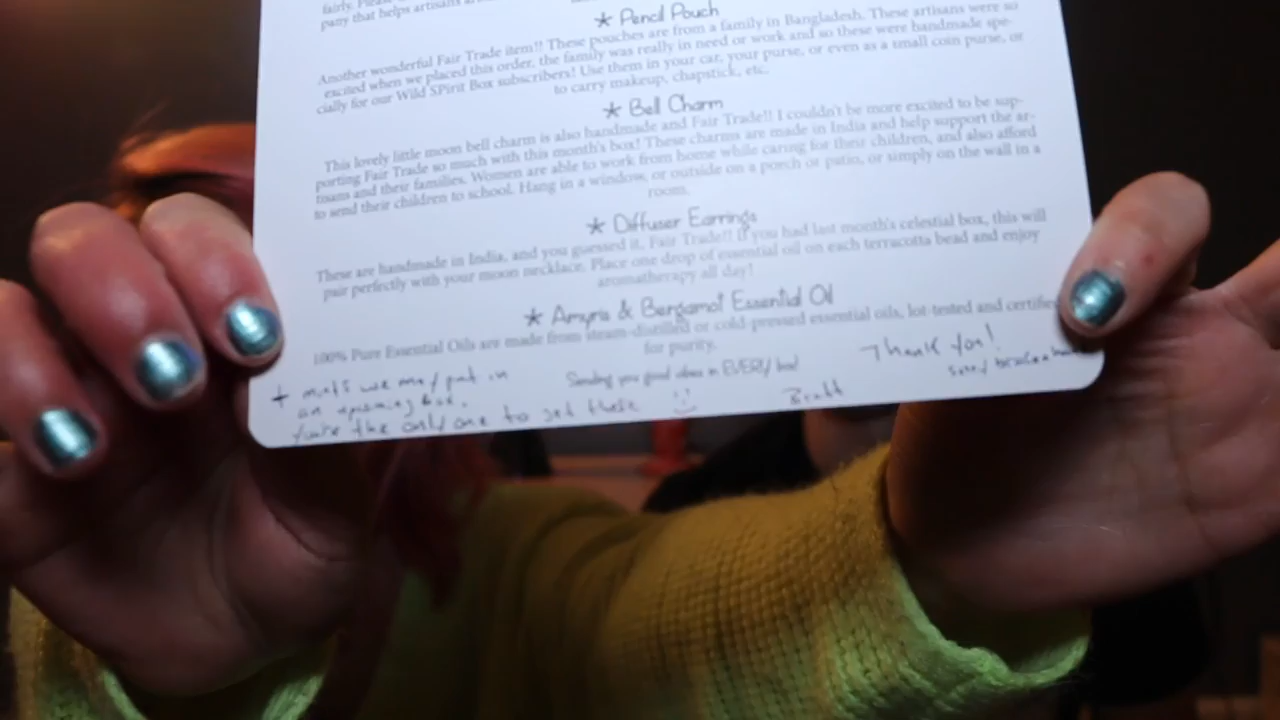 fairly.
pany that helps artisans
★ Pencil Pouch
Another wonderful Fair Trade item!! These pouches are from a family in Bangladesh. These artisans were so
excited when we placed this order, the family was really in need or work and so these were handmade spe-
cially for our Wild SPirit Box subscribers! Use them in your car, your purse, or even as a small coin purse, or
to carry makeup, chapstick, etc.
★ Bell Charm
This lovely little moon bell charm is also handmade and Fair Trade!! I couldn't be more excited to be sup-
porting Fair Trade so much with this month's box! These charms are made in India and help support the ar-
tisans and their families. Women are able to work from home while caring for their children, and also afford
to send their children to school. Hang in a window, or outside on a porch or patio, or simply on the wall in a
room.
★ Diffuser Earrings
These are handmade in India, and you guessed it, Fair Trade!! If you had last month's celestial box, this will
pair perfectly with your moon necklace. Place one drop of essential oil on each terracotta bead and enjoy
aromatherapy all day!
★ Amyris & Bergamot Essential Oil
100% Pure Essential Oils are made from steam-distilled or cold-pressed essential oils, lot-tested and certified
for purity.
Sending you good vibes in EVERY box!
+ we may put in
an upcoming box.
you're the only one to get these :)
Thank you!